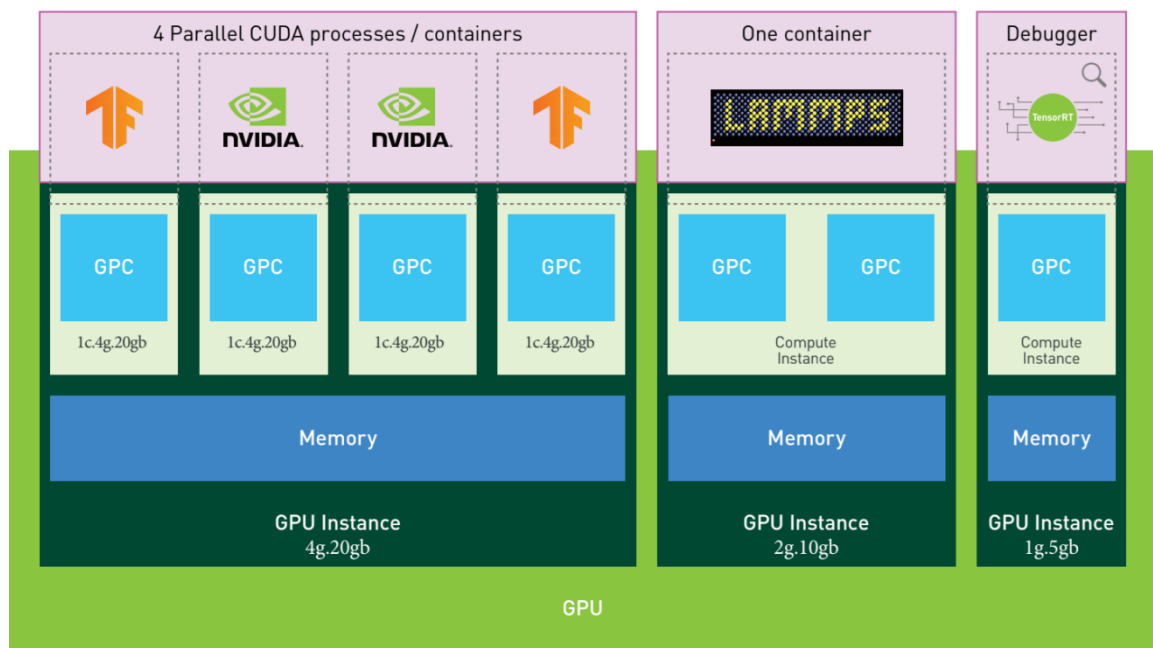 4 Parallel CUDA processes / containers
One container
Debugger
TF
NVIDIA.
NVIDIA.
TF
LAMMPS
TensorRT
GPC
GPC
GPC
GPC
GPC
GPC
GPC
1c.4g.20gb
1c.4g.20gb
1c.4g.20gb
1c.4g.20gb
Compute
Instance
Compute
Instance
Memory
Memory
Memory
GPU Instance
4g.20gb
GPU Instance
2g.10gb
GPU Instance
1g.5gb
GPU